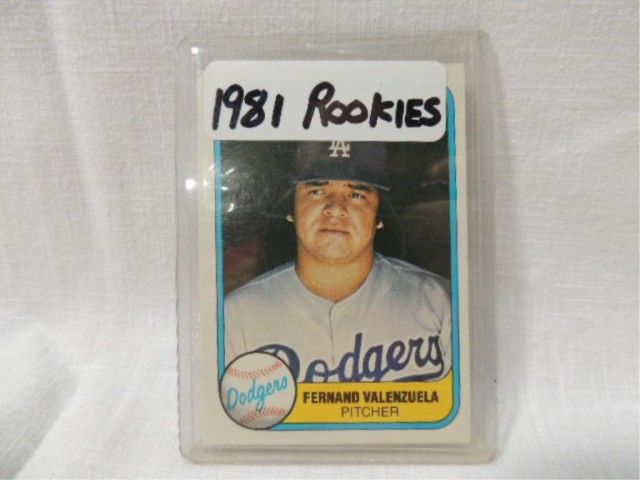 1981 ROOKIES
LA
Dodgers
Dodgers
FERNAND VALENZUELA
PITCHER